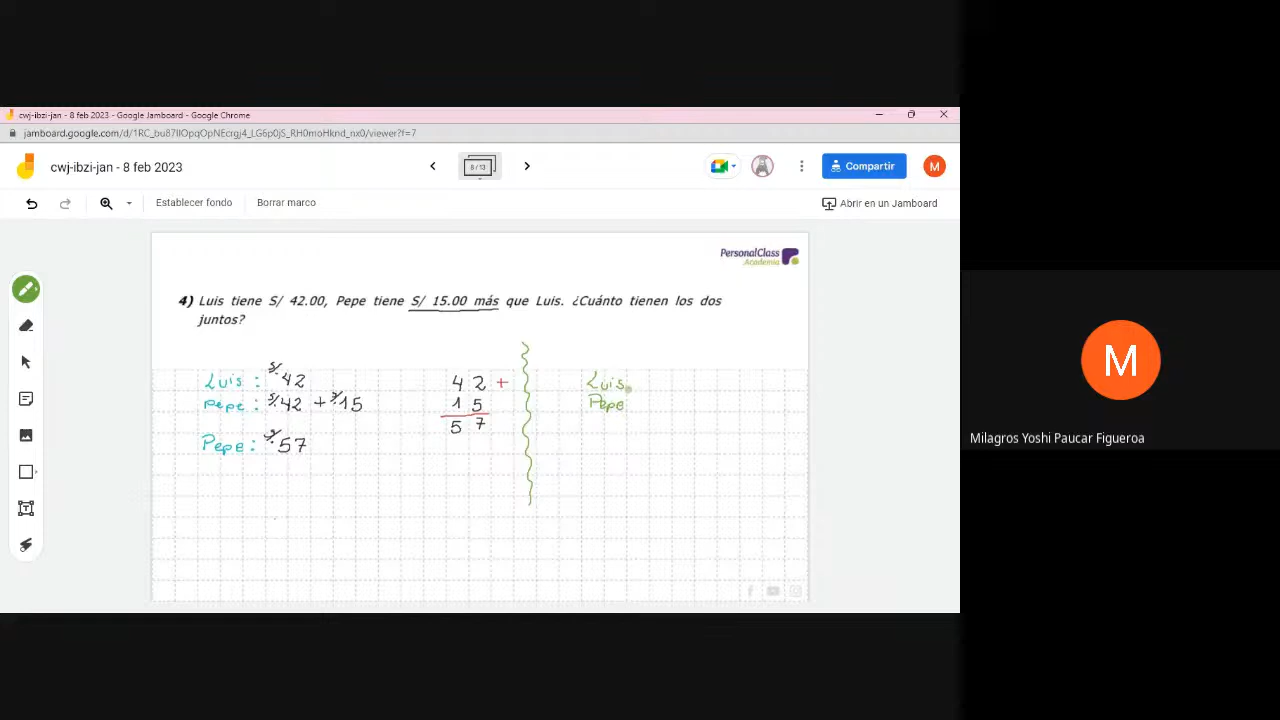 cwj-ibzi-jan - 8 feb 2023 - Google Jamboard - Google Chrome
jamboard.google.com/d/1RC_bu87IlOpqOpNEcrgj4_LG6p0jS_RH0moHknd_nx0/viewer?f=7
cwj-ibzi-jan - 8 feb 2023
8 / 13
Compartir
M
Establecer fondo
Borrar marco
Abrir en un Jamboard
PersonalClass
Academia
4) Luis tiene S/ 42.00, Pepe tiene S/ 15.00 más que Luis. ¿Cuánto tienen los dos
juntos?
Luis : S/. 42
pepe : S/. 42 + S/. 15
Pepe : S/. 57
42 +
15
57
Luis
Pepe
M
Milagros Yoshi Paucar Figueroa